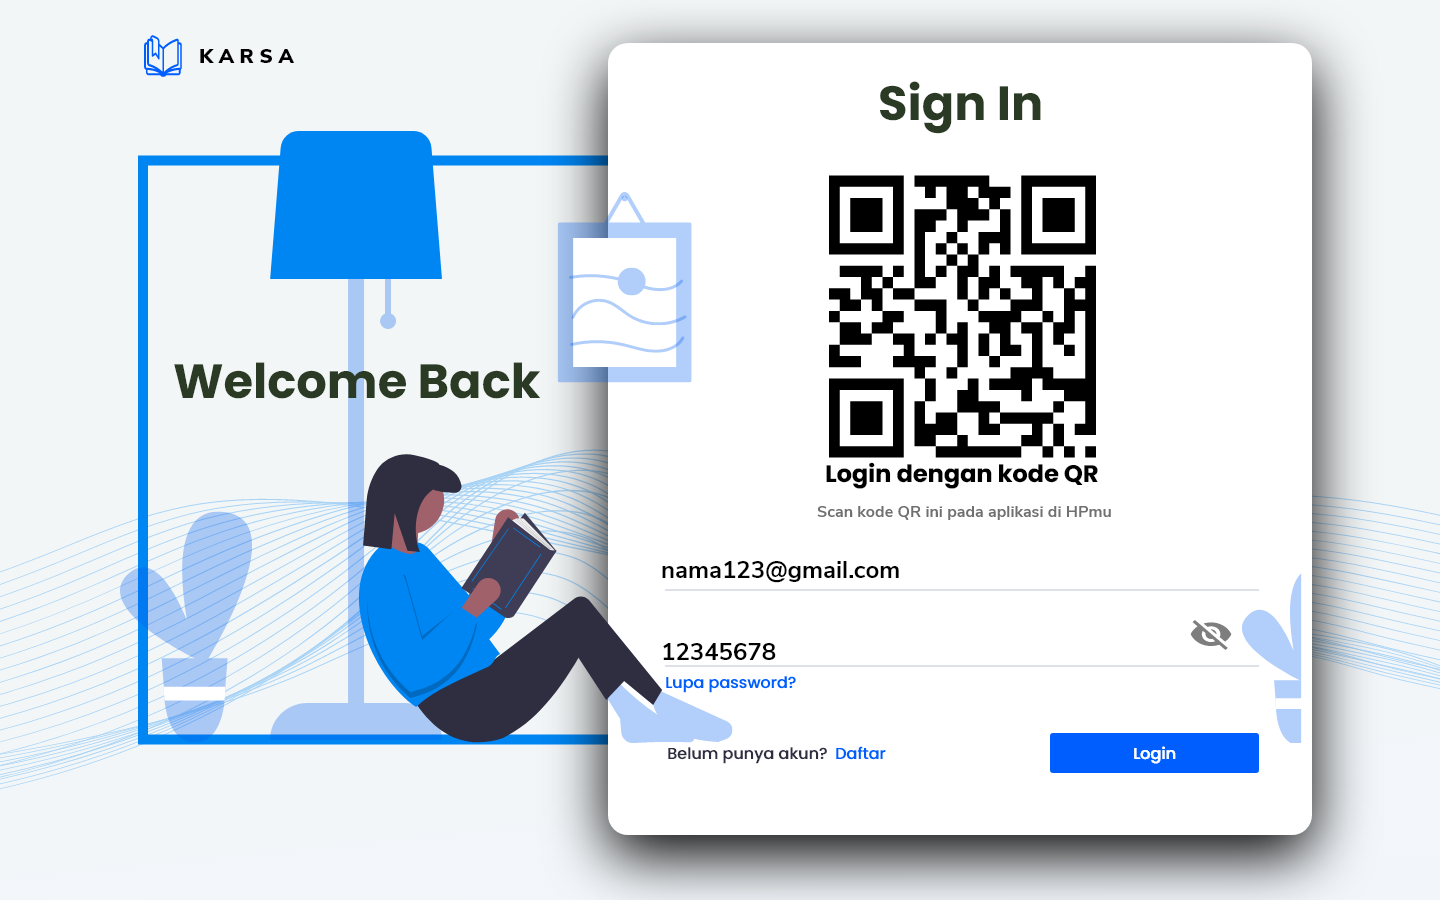 KARSA
Sign In
Welcome Back
Login dengan kode QR
Scan kode QR ini pada aplikasi di HPmu
nama123@gmail.com
12345678
Lupa password?
Belum punya akun? Daftar
Login